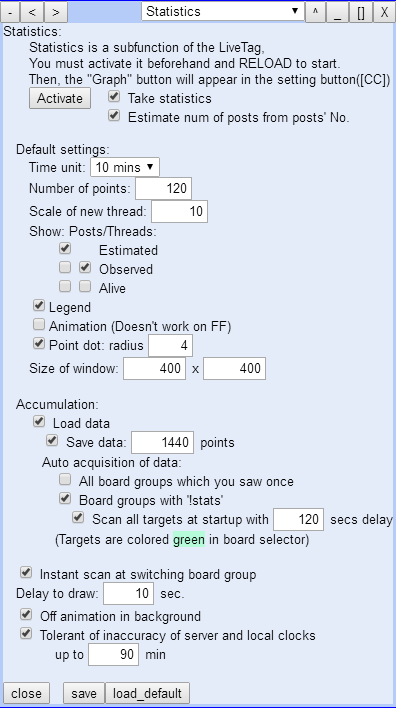 - < > Statistics ^ _ [] X
Statistics:
Statistics is a subfunction of the LiveTag,
You must activate it beforehand and RELOAD to start.
Then, the "Graph" button will appear in the setting button([CC])
Activate Take statistics
Estimate num of posts from posts' No.
Default settings:
Time unit: 10 mins
Number of points: 120
Scale of new thread: 10
Show: Posts/Threads:
Estimated
Observed
Alive
Legend
Animation (Doesn't work on FF)
Point dot: radius 4
Size of window: 400 x 400
Accumulation:
Load data
Save data: 1440 points
Auto acquisition of data:
All board groups which you saw once
Board groups with '!stats'
Scan all targets at startup with 120 secs delay
(Targets are colored green in board selector)
Instant scan at switching board group
Delay to draw: 10 sec.
Off animation in background
Tolerant of inaccuracy of server and local clocks
up to 90 min
close save load_default